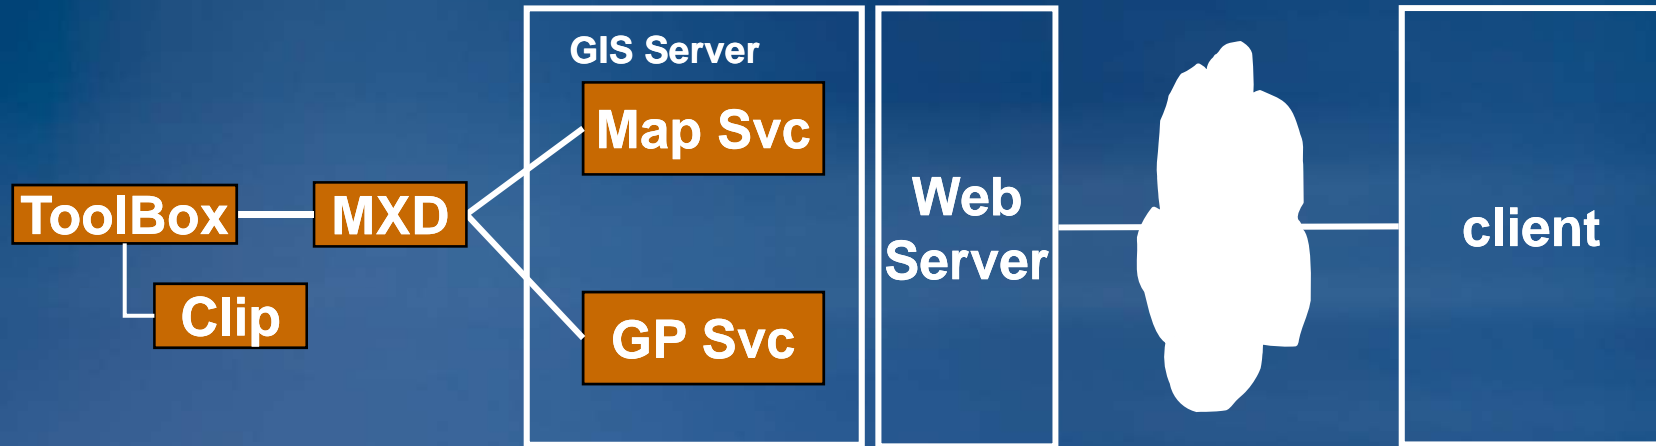 GIS Server
Map Svc
ToolBox
MXD
Clip
GP Svc
Web
Server
client